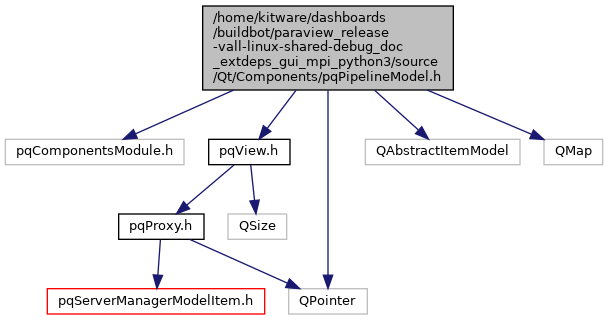 /home/kitware/dashboards
/buildbot/paraview_release
-vall-linux-shared-debug_doc
_extdeps_gui_mpi_python3/source
/Qt/Components/pqPipelineModel.h
pqComponentsModule.h
pqView.h
QAbstractItemModel
QMap
pqProxy.h
QSize
pqServerManagerModelItem.h
QPointer